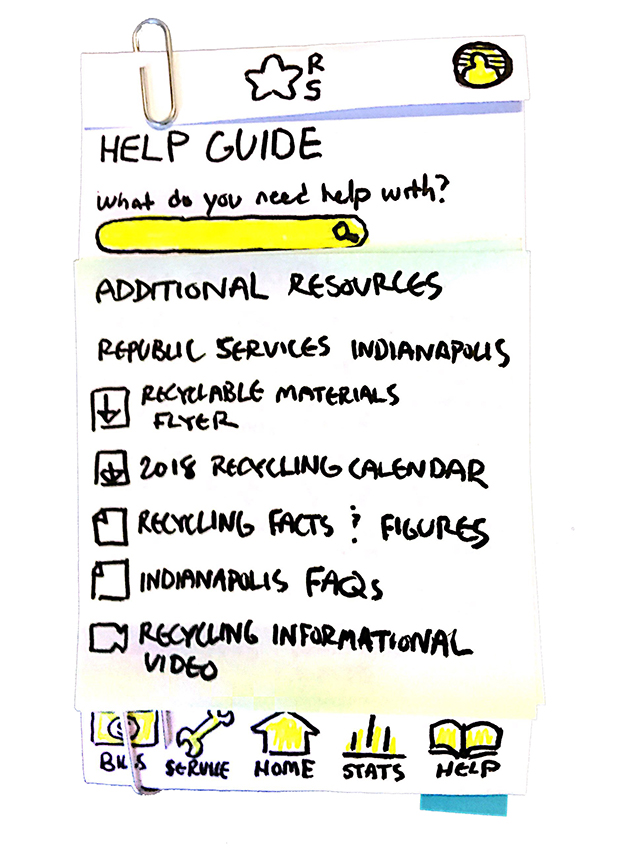 R
S
HELP GUIDE
what do you need help with?
ADDITIONAL RESOURCES
REPUBLIC SERVICES INDIANAPOLIS
RECYCLABLE MATERIALS
FLYER
2018 RECYCLING CALENDAR
RECYCLING FACTS & FIGURES
INDIANAPOLIS FAQs
RECYCLING INFORMATIONAL
VIDEO
BILLS SERVICE HOME STATS HELP